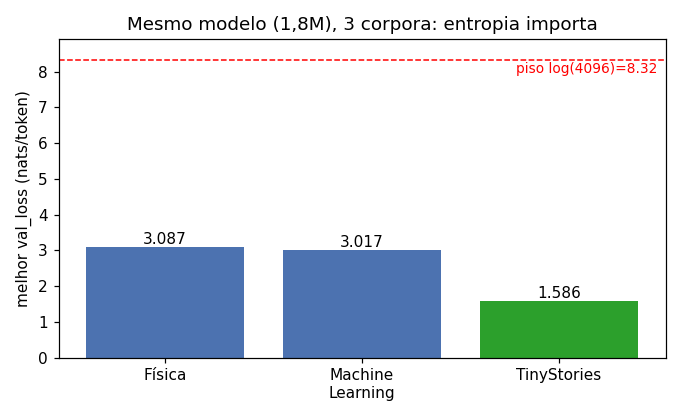 Mesmo modelo (1,8M), 3 corpora: entropia importa
melhor val_loss (nats/token)
8
7
6
5
4
3
2
1
0
piso log(4096)=8.32
3.087
3.017
1.586
Física
Machine
Learning
TinyStories